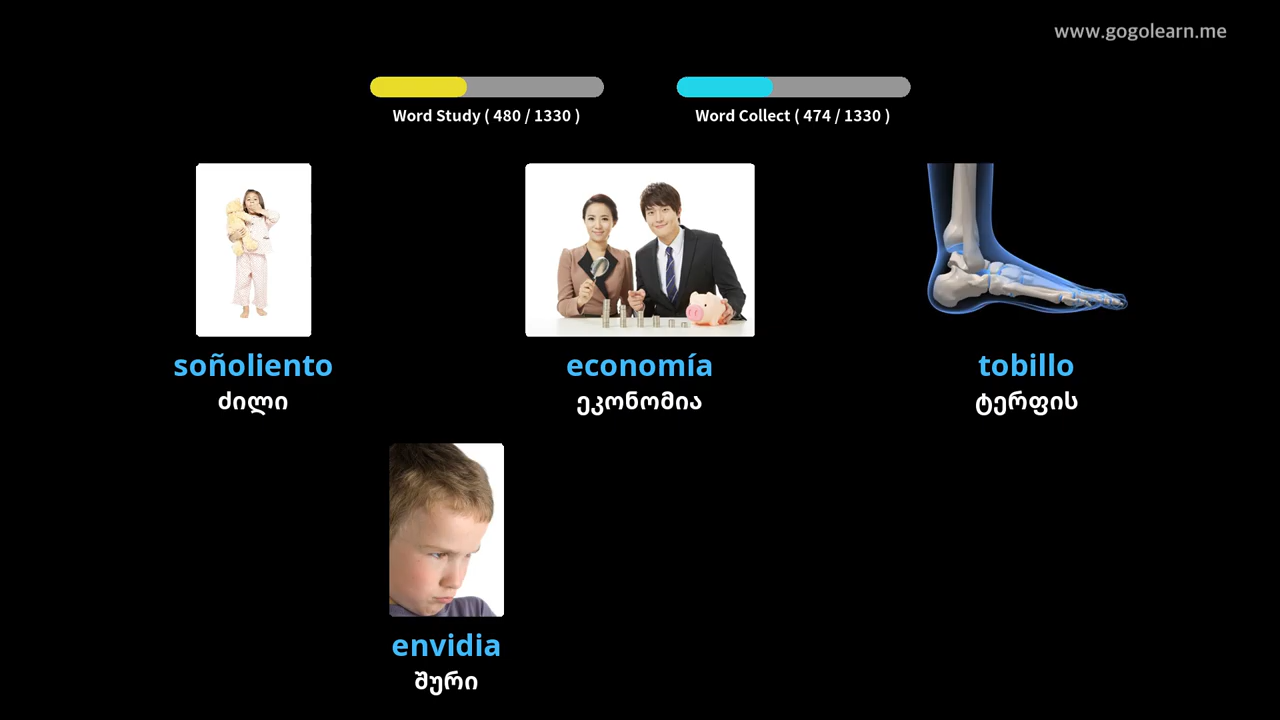 www.gogolearn.me
Word Study ( 480 / 1330 )
Word Collect ( 474 / 1330 )
soñoliento
economía
tobillo
ძილი
ეკონომია
ტერფის
envidia
შური